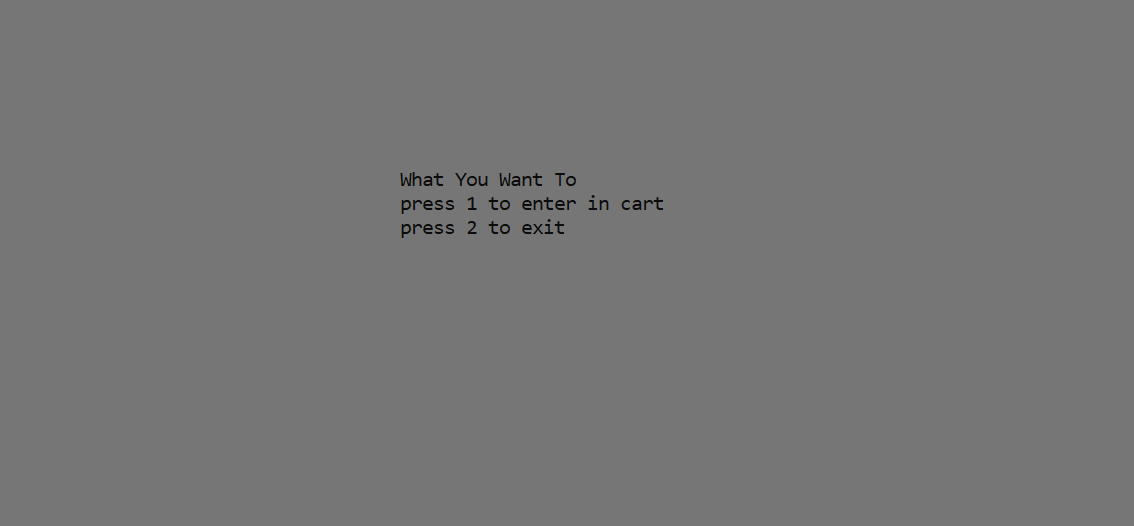 What You Want To
press 1 to enter in cart
press 2 to exit